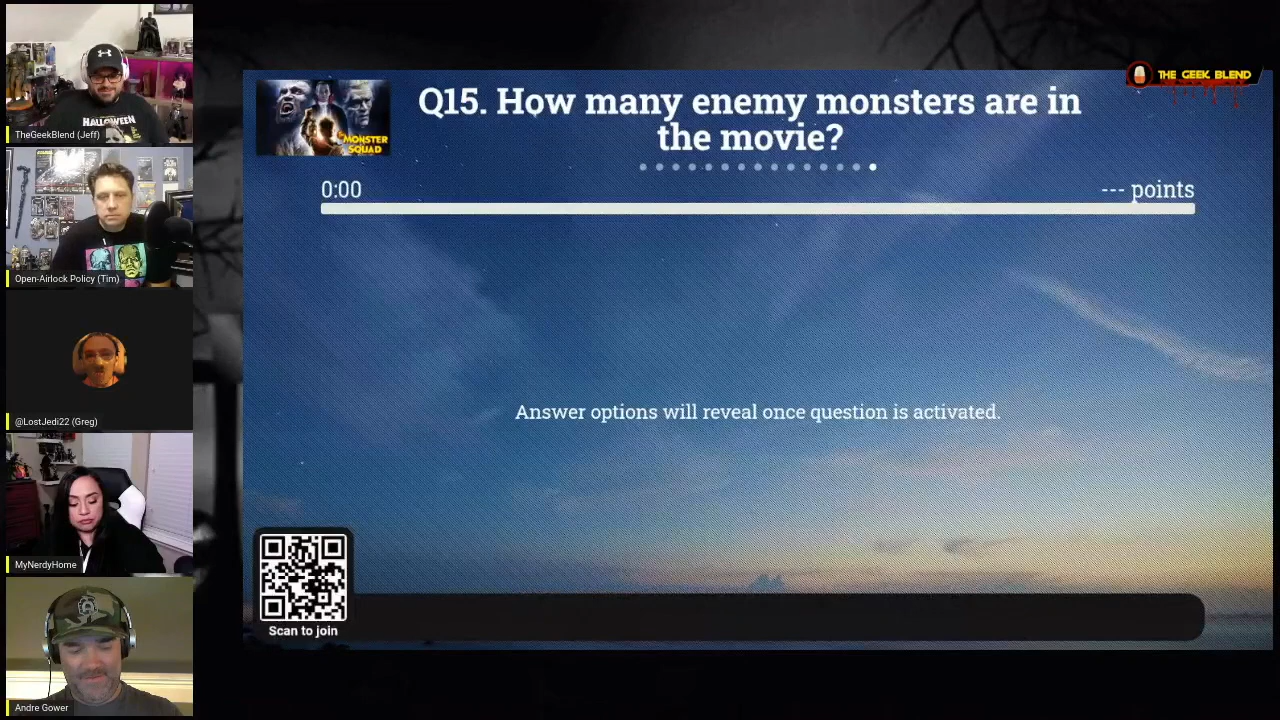 HALLOWEEN
TheGeekBlend (Jeff)
Open-Airlock Policy (Tim)
@LostJedi22 (Greg)
MyNerdyHome
Andre Gower
MONSTER
SQUAD
Q15. How many enemy monsters are in
the movie?
0:00
--- points
Answer options will reveal once question is activated.
Scan to join
THE GEEK BLEND